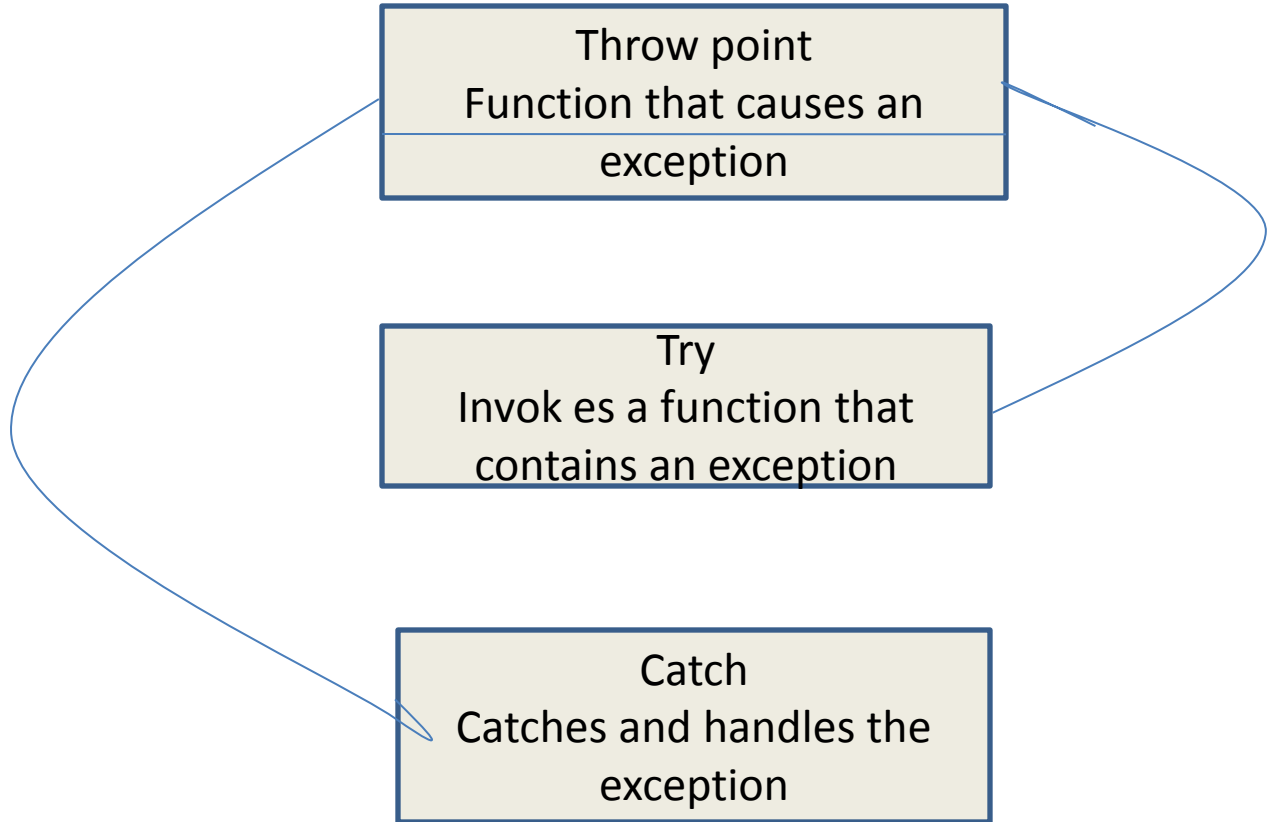 Throw point
Function that causes an
exception
Try
Invok es a function that
contains an exception
Catch
Catches and handles the
exception